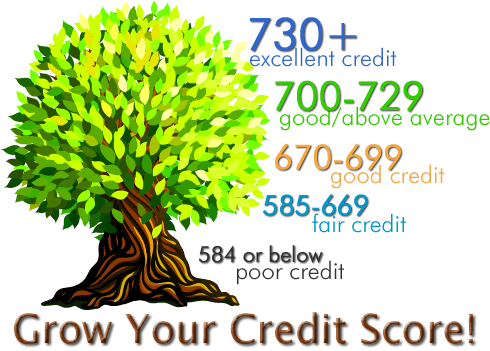 730+
excellent credit
700-729
good/above average
670-699
good credit
585-669
fair credit
584 or below
poor credit
Grow Your Credit Score!